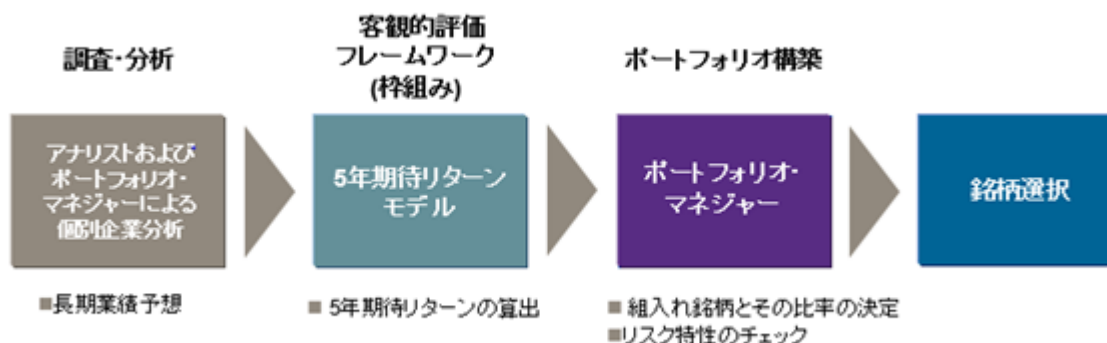 調査・分析
アナリストおよび
ポートフォリオ・
マネジャーによる
個別企業分析
■長期業績予想
客観的評価
フレームワーク
(枠組み)
5年期待リターン
モデル
■ 5年期待リターンの算出
ポートフォリオ構築
ポートフォリオ・
マネジャー
■ 組入れ銘柄とその比率の決定
■リスク特性のチェック
銘柄選択